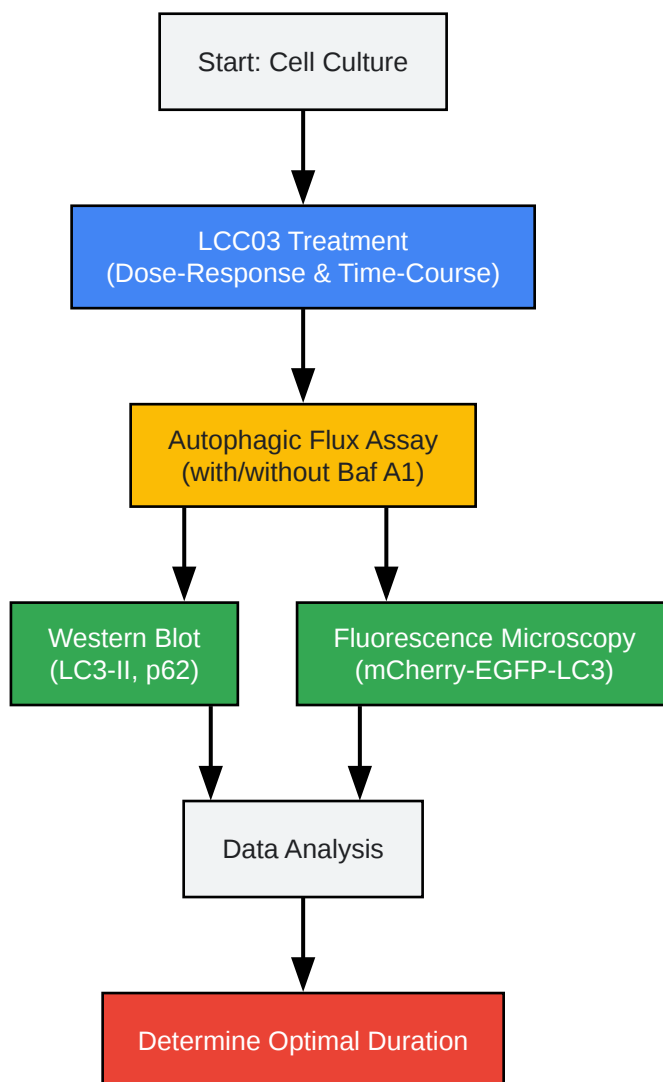 Start: Cell Culture
LCC03 Treatment
(Dose-Response & Time-Course)
Autophagic Flux Assay
(with/without Baf A1)
Western Blot
(LC3-II, p62)
Fluorescence Microscopy
(mCherry-EGFP-LC3)
Data Analysis
Determine Optimal Duration